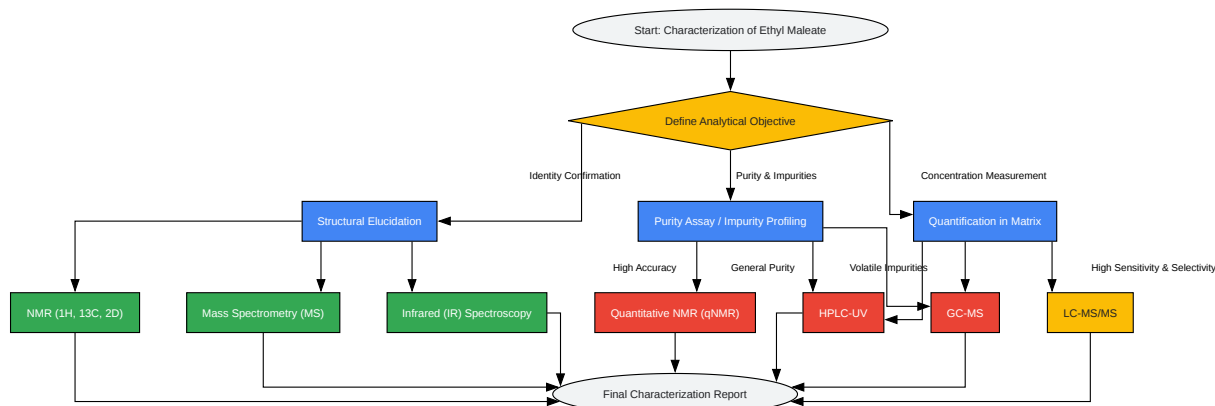 Start: Characterization of Ethyl Maleate
Define Analytical Objective
Identity Confirmation
Purity & Impurities
Concentration Measurement
Structural Elucidation
Purity Assay / Impurity Profiling
Quantification in Matrix
High Accuracy
General Purity
Volatile Impurities
High Sensitivity & Selectivity
NMR (1H, 13C, 2D)
Mass Spectrometry (MS)
Infrared (IR) Spectroscopy
Quantitative NMR (qNMR)
HPLC-UV
GC-MS
LC-MS/MS
Final Characterization Report